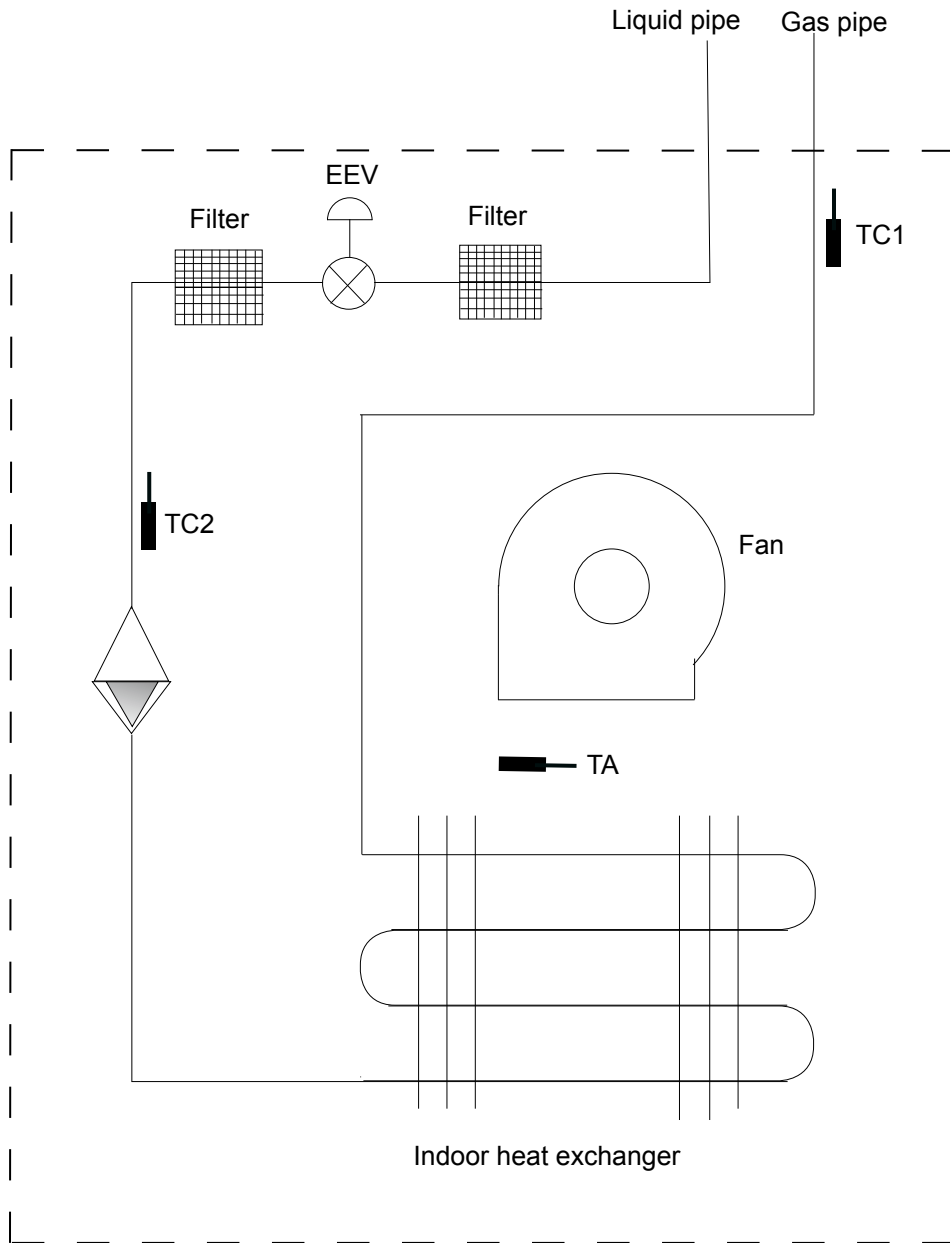 Liquid pipe
Gas pipe
EEV
Filter
Filter
TC1
TC2
Fan
TA
Indoor heat exchanger